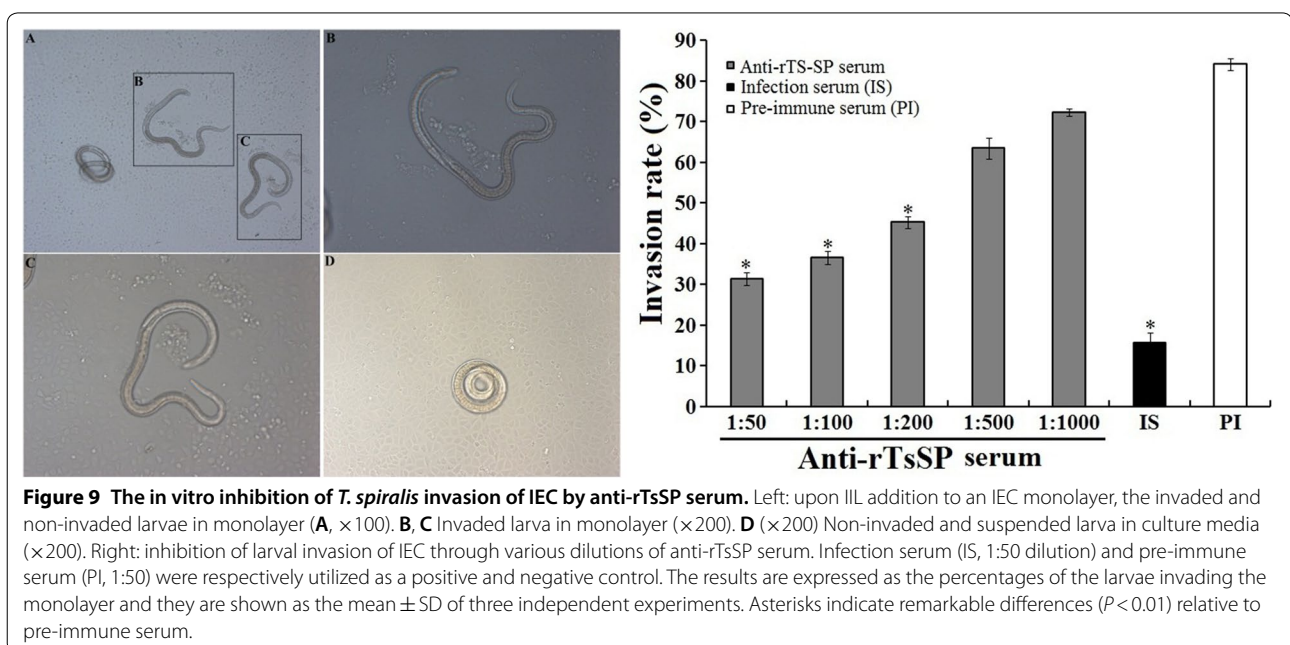 A
B
C
B
C
D
90
80
70
60
50
40
30
20
10
0
Invasion rate (%)
Anti-rTS-SP serum
Infection serum (IS)
Pre-immune serum (PI)
*
*
*
*
1:50 1:100 1:200 1:500 1:1000 IS PI
Anti-rTsSP serum
Figure 9 The in vitro inhibition of T. spiralis invasion of IEC by anti-rTsSP serum. Left: upon IIL addition to an IEC monolayer, the invaded and
non-invaded larvae in monolayer (A, ×100). B, C Invaded larva in monolayer (×200). D (×200) Non-invaded and suspended larva in culture media
(×200). Right: inhibition of larval invasion of IEC through various dilutions of anti-rTsSP serum. Infection serum (IS, 1:50 dilution) and pre-immune
serum (PI, 1:50) were respectively utilized as a positive and negative control. The results are expressed as the percentages of the larvae invading the
monolayer and they are shown as the mean ± SD of three independent experiments. Asterisks indicate remarkable differences (P < 0.01) relative to
pre-immune serum.